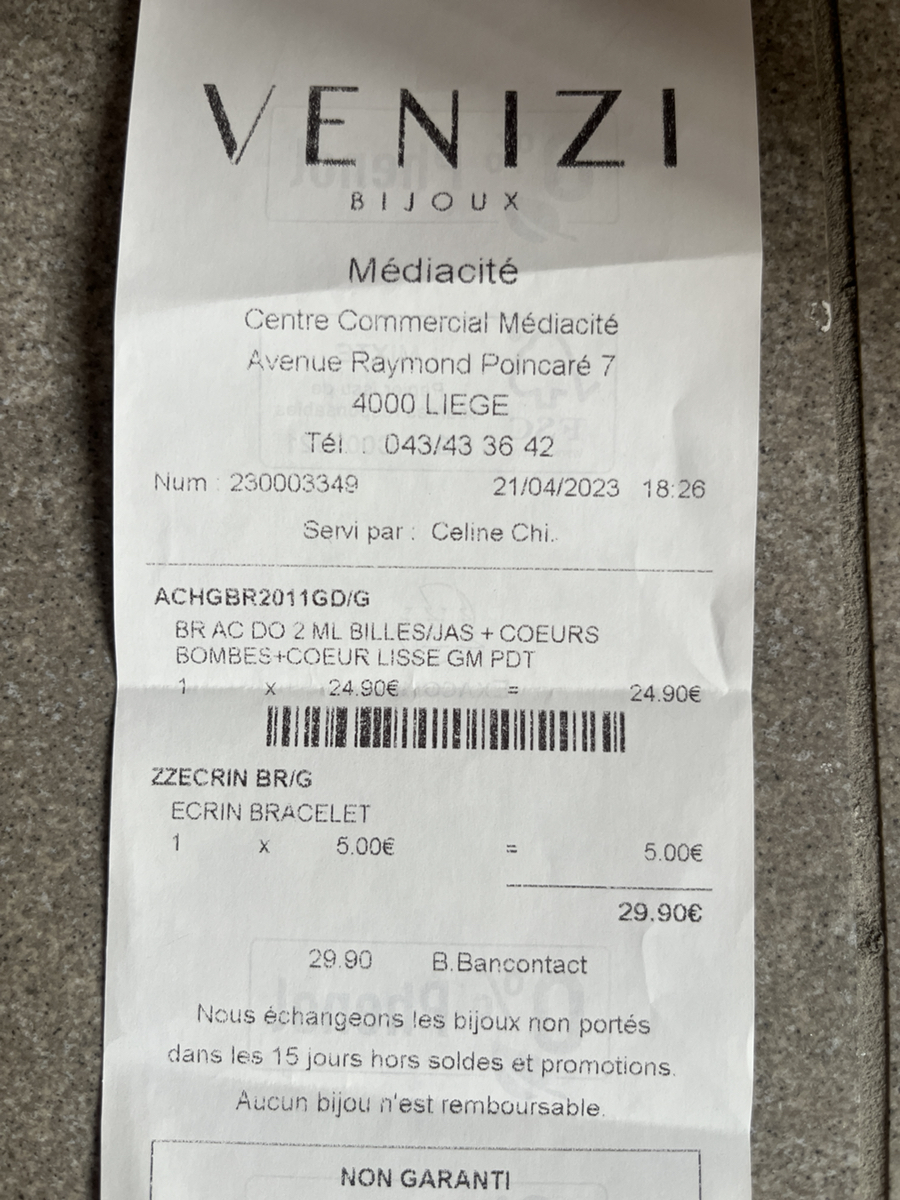 VENIZI
BIJOUX
Médiacité
Centre Commercial Médiacité
Avenue Raymond Poincaré 7
4000 LIEGE
Tél. : 043/43 36 42
Num : 230003349 21/04/2023 18:26
Servi par : Celine Chi.
ACHGBR2011GD/G
BR AC DO 2 ML BILLES/JAS + COEURS
BOMBES+COEUR LISSE GM PDT
1 x 24.90€ = 24.90€
ZZECRIN BR/G
ECRIN BRACELET
1 x 5.00€ = 5.00€
29.90€
29.90 B.Bancontact
Nous échangeons les bijoux non portés
dans les 15 jours hors soldes et promotions.
Aucun bijou n'est remboursable.
NON GARANTI